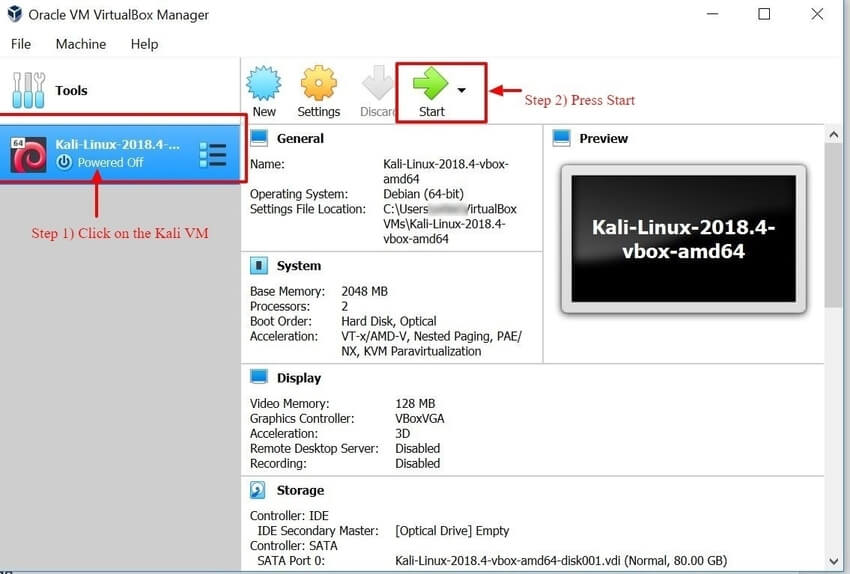 Oracle VM VirtualBox Manager
File Machine Help
Tools
New Settings Discard Start
Step 2) Press Start
64
Kali-Linux-2018.4-...
Powered Off
Step 1) Click on the Kali VM
General
Name: Kali-Linux-2018.4-vbox-
amd64
Operating System: Debian (64-bit)
Settings File Location: C:\Users\VirtualBox
VMs\Kali-Linux-2018.4-
vbox-amd64
Preview
Kali-Linux-2018.4-
vbox-amd64
System
Base Memory: 2048 MB
Processors: 2
Boot Order: Hard Disk, Optical
Acceleration: VT-x/AMD-V, Nested Paging, PAE/
NX, KVM Paravirtualization
Display
Video Memory: 128 MB
Graphics Controller: VBoxVGA
Acceleration: 3D
Remote Desktop Server: Disabled
Recording: Disabled
Storage
Controller: IDE
IDE Secondary Master: [Optical Drive] Empty
Controller: SATA
SATA Port 0: Kali-Linux-2018.4-vbox-amd64-disk001.vdi (Normal, 80.00 GB)